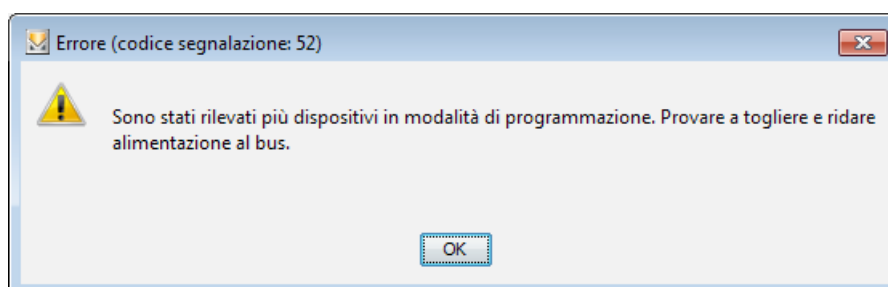 Errore (codice segnalazione: 52)
Sono stati rilevati più dispositivi in modalità di programmazione. Provare a togliere e ridare
alimentazione al bus.
OK